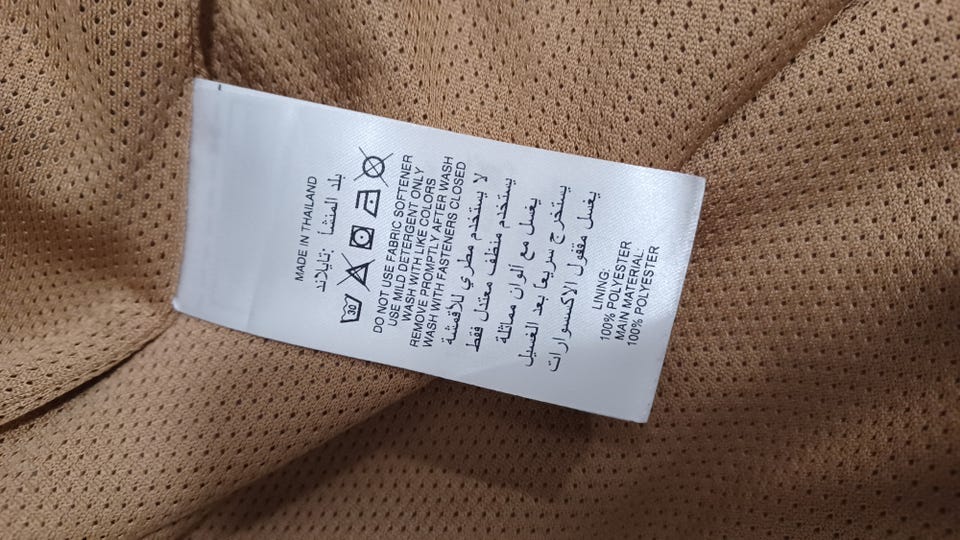 MADE IN THAILAND
بلد المنشأ: تايلاند
30
DO NOT USE FABRIC SOFTENER
USE MILD DETERGENT ONLY
WASH WITH LIKE COLORS
REMOVE PROMPTLY AFTER WASH
WASH WITH FASTENERS CLOSED
لا يستخدم مطري للأقمشة
يستخدم منظف معتدل فقط
يغسل مع ألوان مماثلة
يستخرج سريعا بعد الغسيل
يغسل مقفول الاكسسوارات
LINING:
100% POLYESTER
MAIN MATERIAL:
100% POLYESTER